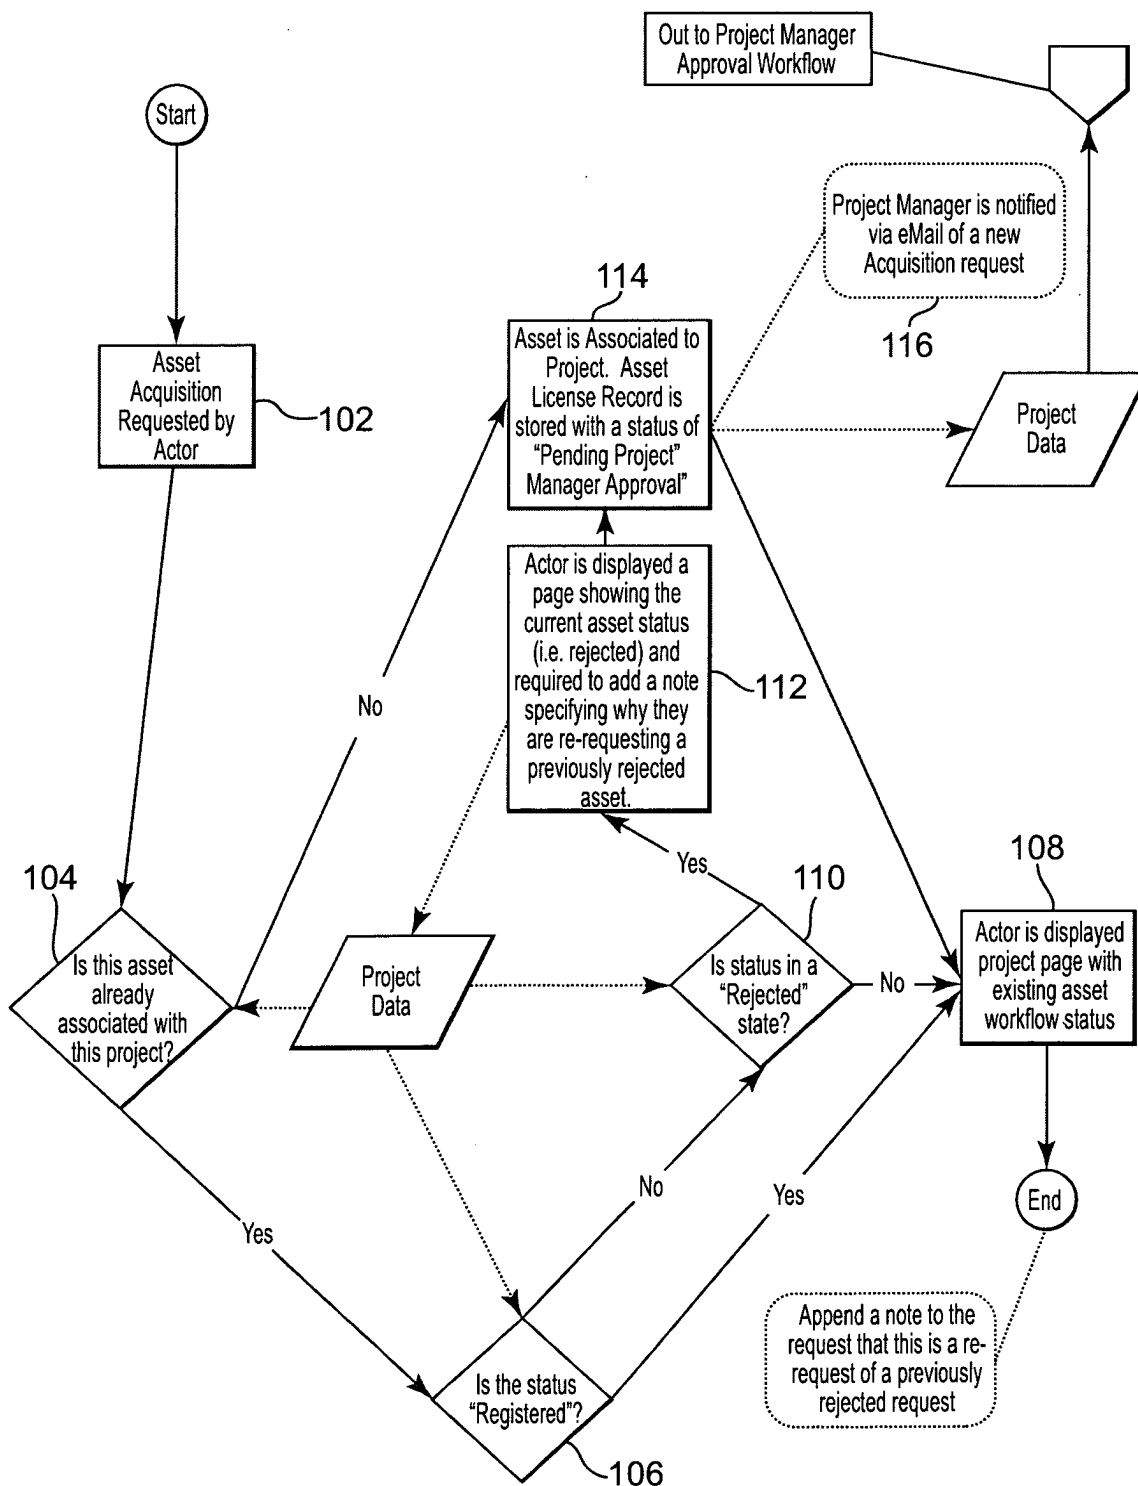 Out to Project Manager
Approval Workflow
Start
Project Manager is notified
via eMail of a new
Acquisition request
116
114
Asset is Associated to
Project. Asset
License Record is
stored with a status of
“Pending Project”
Manager Approval”
Asset
Acquisition
Requested by
Actor
102
Project
Data
Actor is displayed a
page showing the
current asset status
(i.e. rejected) and
required to add a note
specifying why they
are re-requesting a
previously rejected
asset.
112
No
Yes
104
Is this asset
already
associated with
this project?
Project
Data
110
Is status in a
“Rejected”
state?
No
108
Actor is displayed
project page with
existing asset
workflow status
No
Yes
Yes
End
Append a note to the
request that this is a re-
request of a previously
rejected request
Is the status
“Registered”?
106